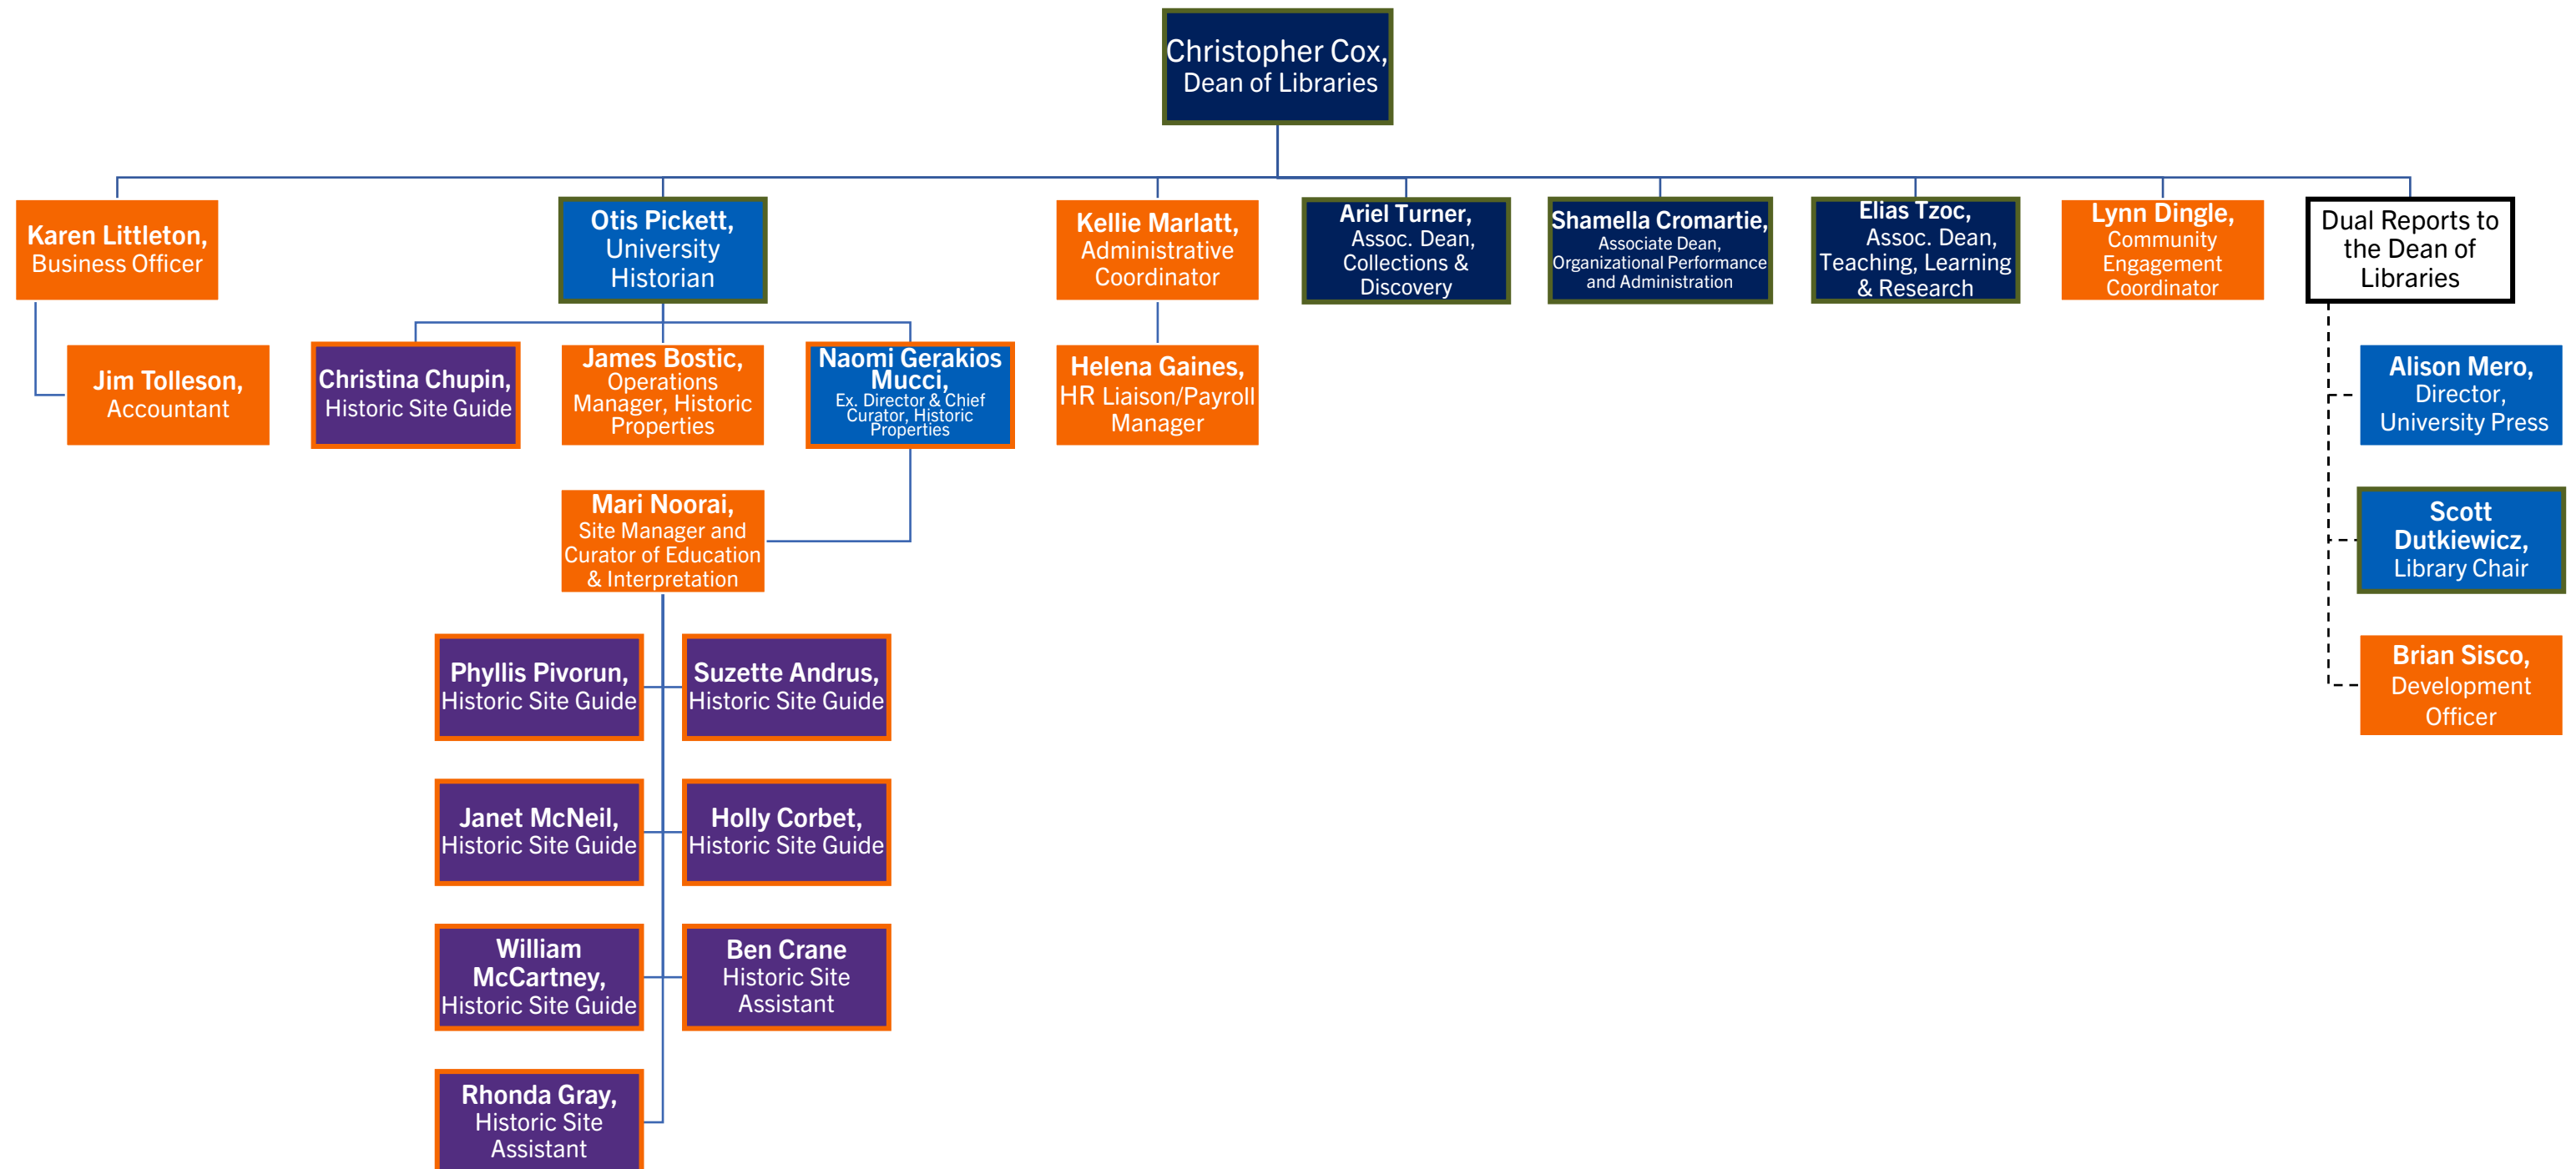 Christopher Cox,
Dean of Libraries
Karen Littleton,
Business Officer
Otis Pickett,
University
Historian
Kellie Marlatt,
Administrative
Coordinator
Ariel Turner,
Assoc. Dean,
Collections &
Discovery
Shamella Cromartie,
Associate Dean,
Organizational Performance
and Administration
Elias Tzoc,
Assoc. Dean,
Teaching, Learning
& Research
Lynn Dingle,
Community
Engagement
Coordinator
Dual Reports to
the Dean of
Libraries
Jim Tolleson,
Accountant
Christina Chupin,
Historic Site Guide
James Bostic,
Operations
Manager, Historic
Properties
Naomi Gerakios
Mucci,
Ex. Director & Chief
Curator, Historic
Properties
Helena Gaines,
HR Liaison/Payroll
Manager
Alison Mero,
Director,
University Press
Mari Noorai,
Site Manager and
Curator of Education
& Interpretation
Scott
Dutkiewicz,
Library Chair
Phyllis Pivorun,
Historic Site Guide
Suzette Andrus,
Historic Site Guide
Brian Sisco,
Development
Officer
Janet McNeil,
Historic Site Guide
Holly Corbet,
Historic Site Guide
William
McCartney,
Historic Site Guide
Ben Crane
Historic Site
Assistant
Rhonda Gray,
Historic Site
Assistant